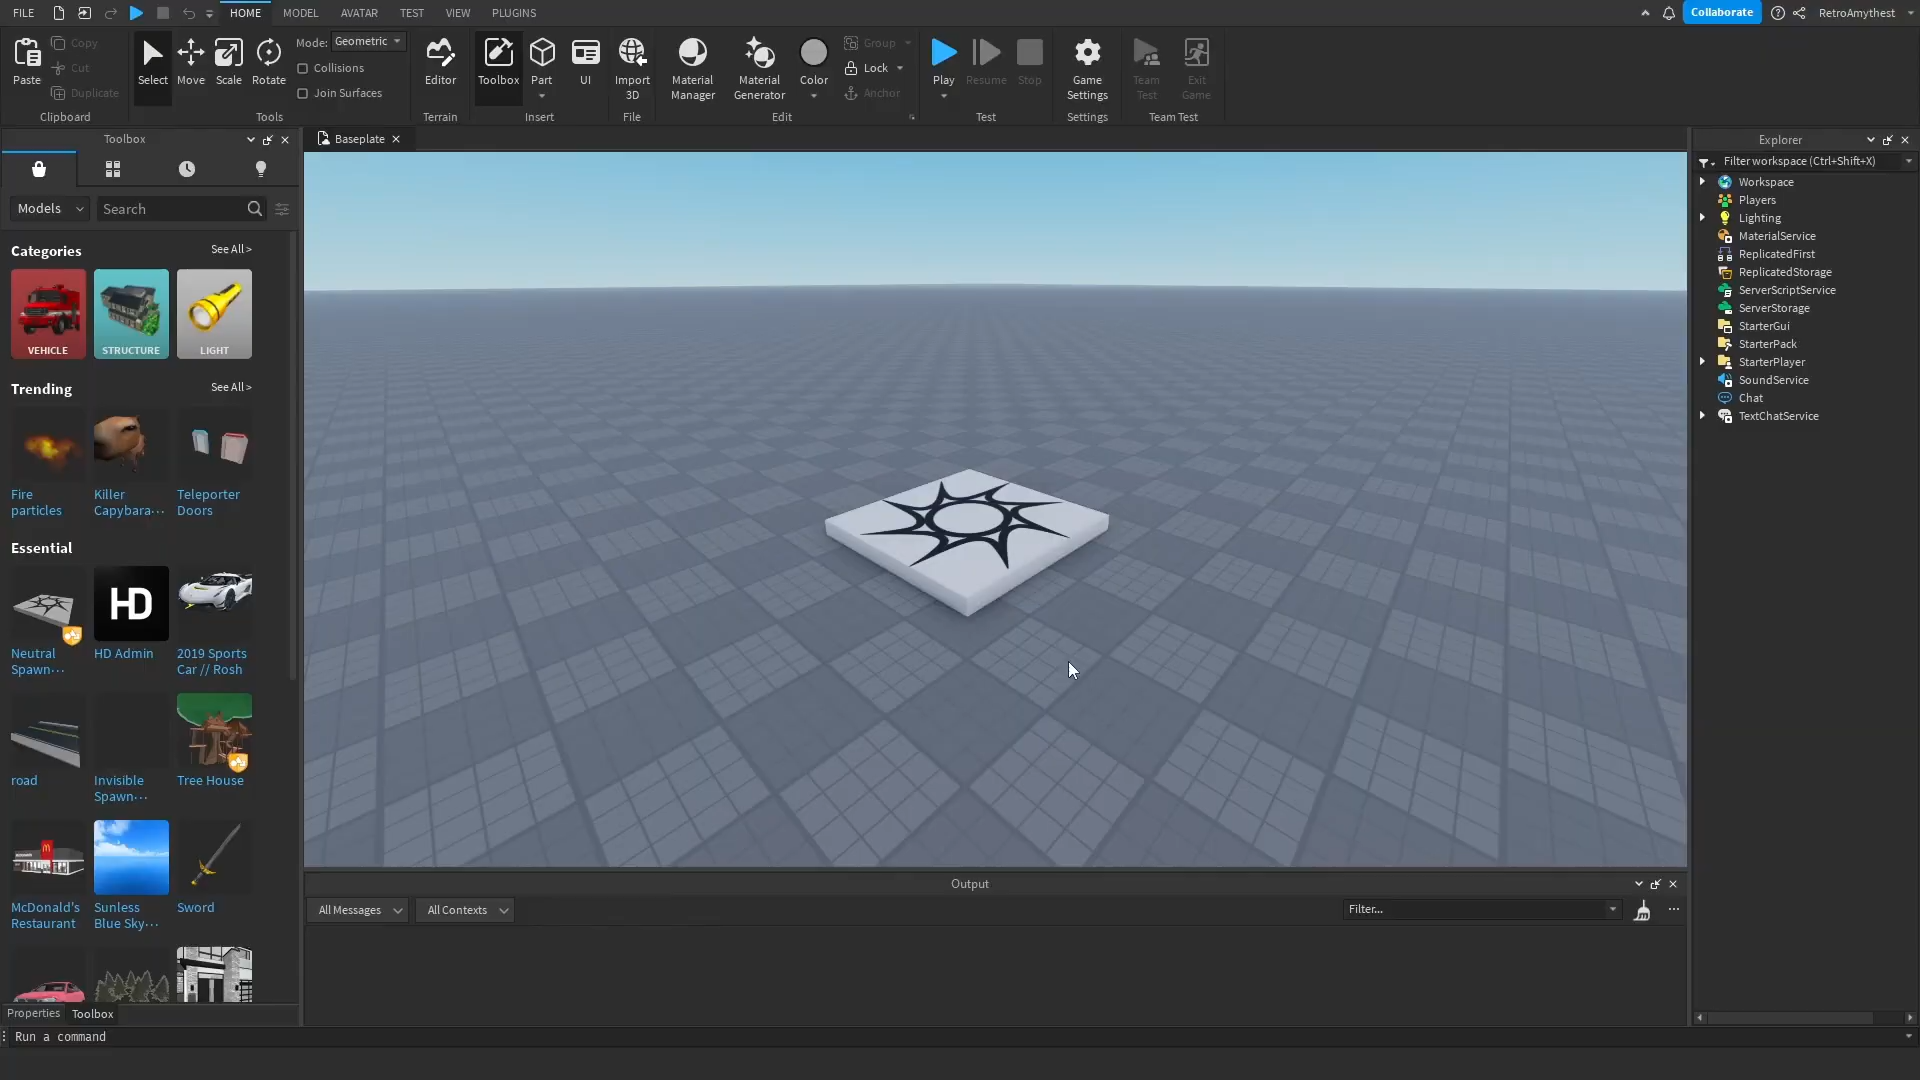 FILE
HOME
MODEL
AVATAR
TEST
VIEW
PLUGINS
Collaborate
RetroAmythest
Paste
Copy
Cut
Duplicate
Clipboard
Select
Move
Scale
Rotate
Mode: Geometric
Collisions
Join Surfaces
Tools
Editor
Terrain
Toolbox
Part
UI
Insert
Import
3D
File
Material
Manager
Material
Generator
Color
Group
Lock
Anchor
Edit
Play
Resume
Stop
Test
Game
Settings
Settings
Team
Test
Exit
Game
Team Test
Toolbox
Models
Search
Categories
See All >
VEHICLE
STRUCTURE
LIGHT
Trending
See All >
Fire
particles
Killer
Capybara···
Teleporter
Doors
Essential
HD
Neutral
Spawn···
HD Admin
2019 Sports
Car // Rosh
road
Invisible
Spawn···
Tree House
McDonald's
Restaurant
Sunless
Blue Sky···
Sword
Properties
Toolbox
Run a command
Baseplate
Output
All Messages
All Contexts
Filter...
Explorer
Filter workspace (Ctrl+Shift+X)
Workspace
Players
Lighting
MaterialService
ReplicatedFirst
ReplicatedStorage
ServerScriptService
ServerStorage
StarterGui
StarterPack
StarterPlayer
SoundService
Chat
TextChatService